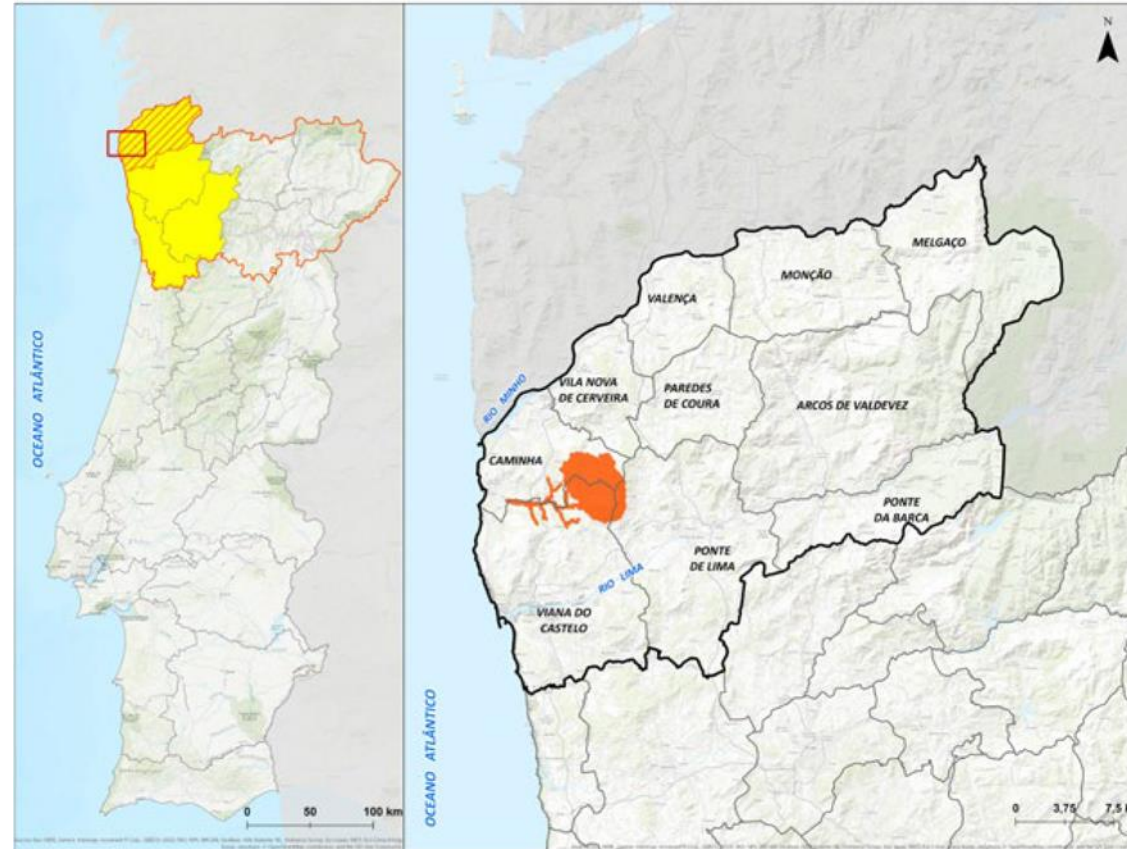 OCEANO ATLÂNTICO
0 50 100 km
N
MELGAÇO
MONÇÃO
VALENÇA
RIO MINHO
VILA NOVA
DE CERVEIRA
PAREDES
DE COURA
ARCOS DE VALDEVEZ
CAMINHA
PONTE
DA BARCA
PONTE
DE LIMA
RIO LIMA
VIANA DO
CASTELO
OCEANO ATLÂNTICO
0 3,75 7,5